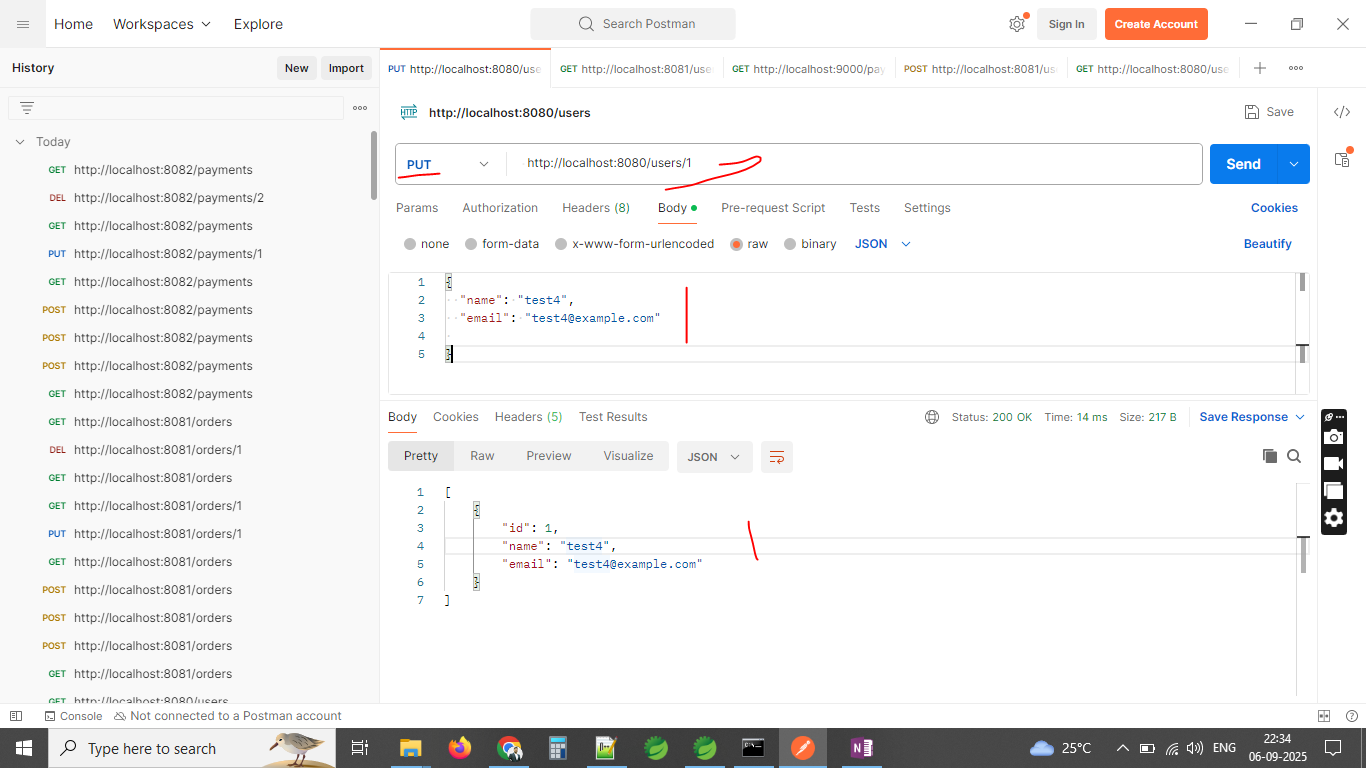 Home Workspaces Explore Search Postman Sign In Create Account
History New Import
PUT http://localhost:8080/use GET http://localhost:8081/use GET http://localhost:9000/pay POST http://localhost:8081/us GET http://localhost:8080/use
HTTP http://localhost:8080/users Save
Today
GET http://localhost:8082/payments
DEL http://localhost:8082/payments/2
GET http://localhost:8082/payments
PUT http://localhost:8082/payments/1
GET http://localhost:8082/payments
POST http://localhost:8082/payments
POST http://localhost:8082/payments
POST http://localhost:8082/payments
GET http://localhost:8082/payments
GET http://localhost:8081/orders
DEL http://localhost:8081/orders/1
GET http://localhost:8081/orders
GET http://localhost:8081/orders/1
PUT http://localhost:8081/orders/1
GET http://localhost:8081/orders
POST http://localhost:8081/orders
POST http://localhost:8081/orders
POST http://localhost:8081/orders
GET http://localhost:8081/orders
GET http://localhost:8080/users
PUT http://localhost:8080/users/1 Send
Params Authorization Headers (8) Body Pre-request Script Tests Settings Cookies
none form-data x-www-form-urlencoded raw binary JSON Beautify
1 {
2 "name": "test4",
3 "email": "test4@example.com"
4
5 }
Body Cookies Headers (5) Test Results Status: 200 OK Time: 14 ms Size: 217 B Save Response
Pretty Raw Preview Visualize JSON
1 [
2 {
3 "id": 1,
4 "name": "test4",
5 "email": "test4@example.com"
6 }
7 ]
Console Not connected to a Postman account
Type here to search 25°C ENG 22:34
06-09-2025